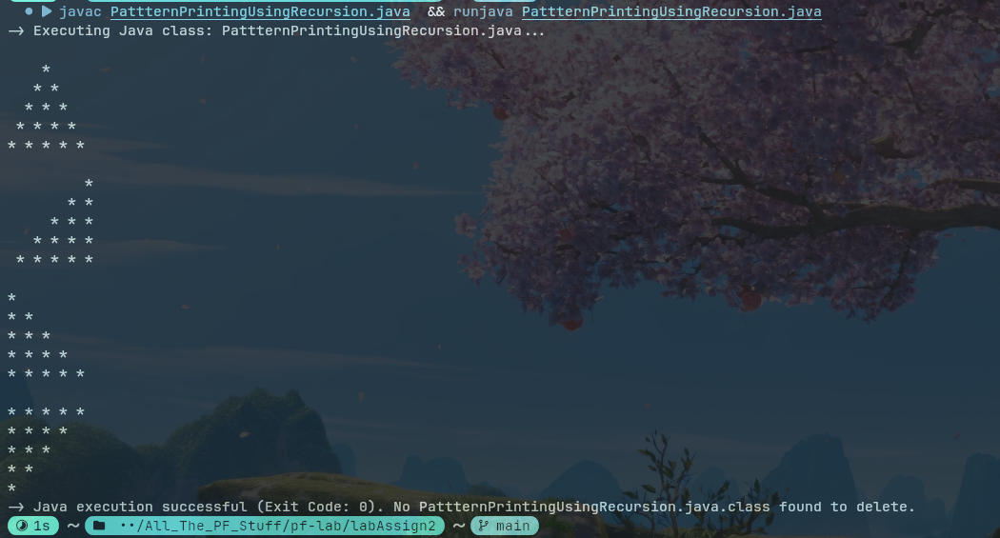 javac PattternPrintingUsingRecursion.java && runjava PattternPrintingUsingRecursion.java
—> Executing Java class: PattternPrintingUsingRecursion.java...

    *
   * *
  * * *
 * * * *
* * * * *

         *
       * *
     * * *
   * * * *
 * * * * *

*
* *
* * *
* * * *
* * * * *

* * * * *
* * * *
* * *
* *
*
—> Java execution successful (Exit Code: 0). No PattternPrintingUsingRecursion.java.class found to delete.
1s ~ ··/All_The_PF_Stuff/pf-lab/labAssign2 ~ main